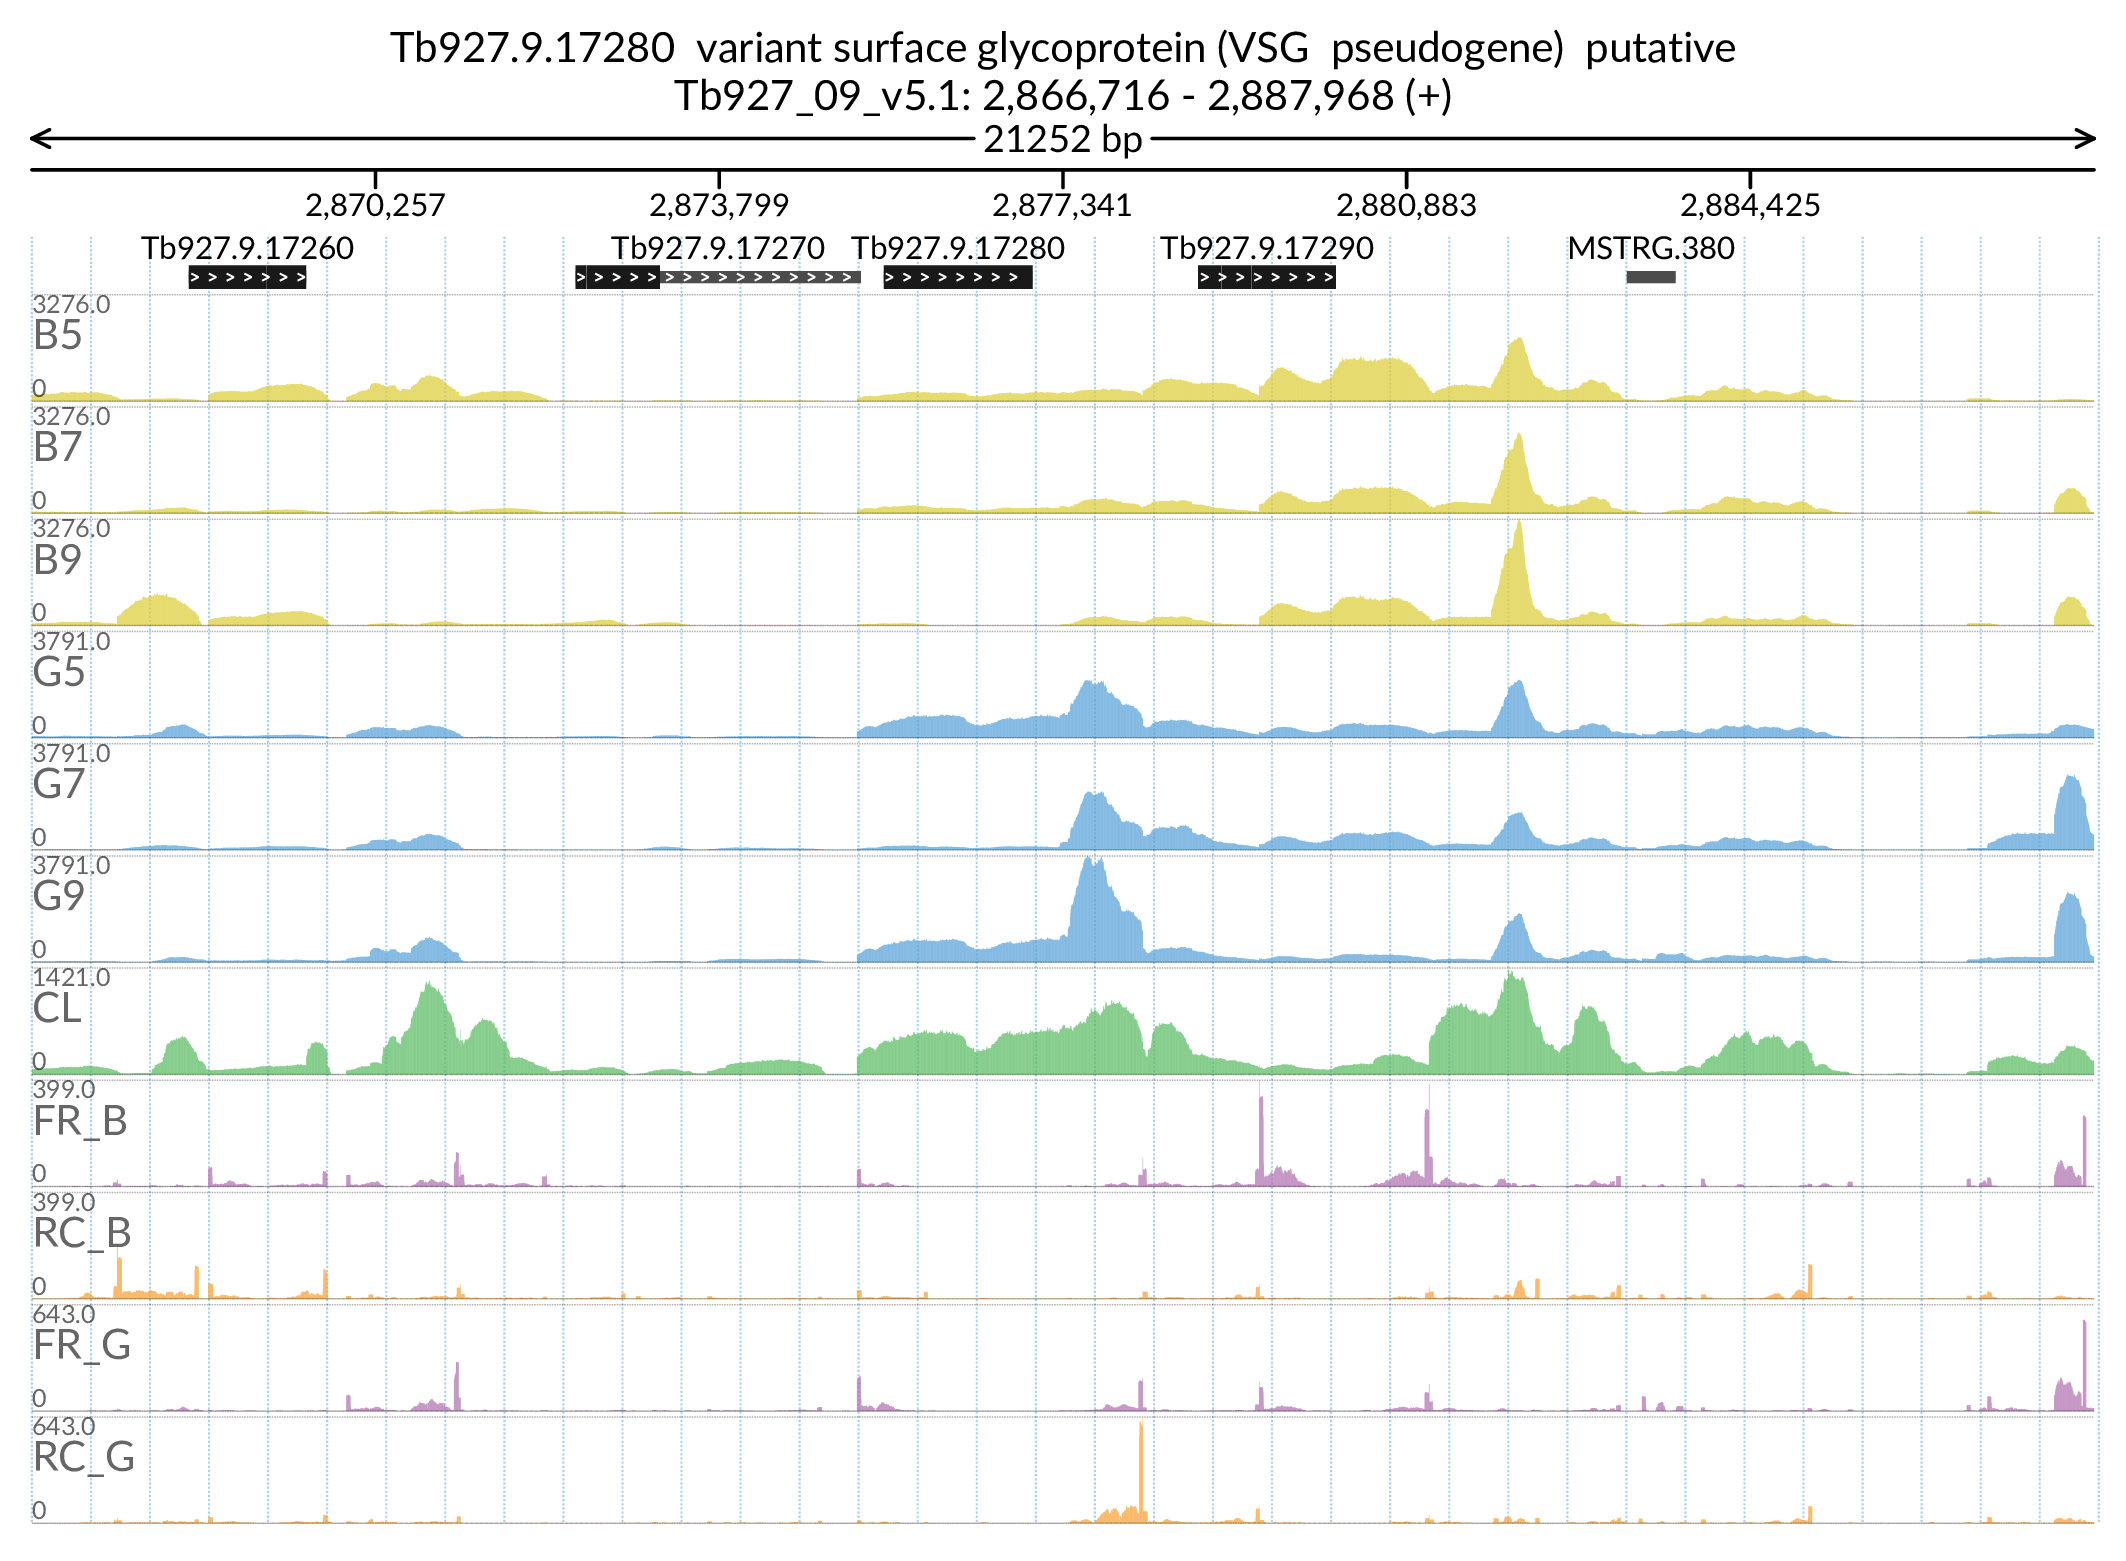 Tb927.9.17280 variant surface glycoprotein (VSG pseudogene) putative
Tb927_09_v5.1: 2,866,716 - 2,887,968 (+)
21252 bp
2,870,257 2,873,799 2,877,341 2,880,883 2,884,425
Tb927.9.17260 Tb927.9.17270 Tb927.9.17280 Tb927.9.17290 MSTRG.380
3276.0
B5
0
3276.0
B7
0
3276.0
B9
0
3791.0
G5
0
3791.0
G7
0
3791.0
G9
0
1421.0
CL
0
399.0
FR_B
0
399.0
RC_B
0
643.0
FR_G
0
643.0
RC_G
0